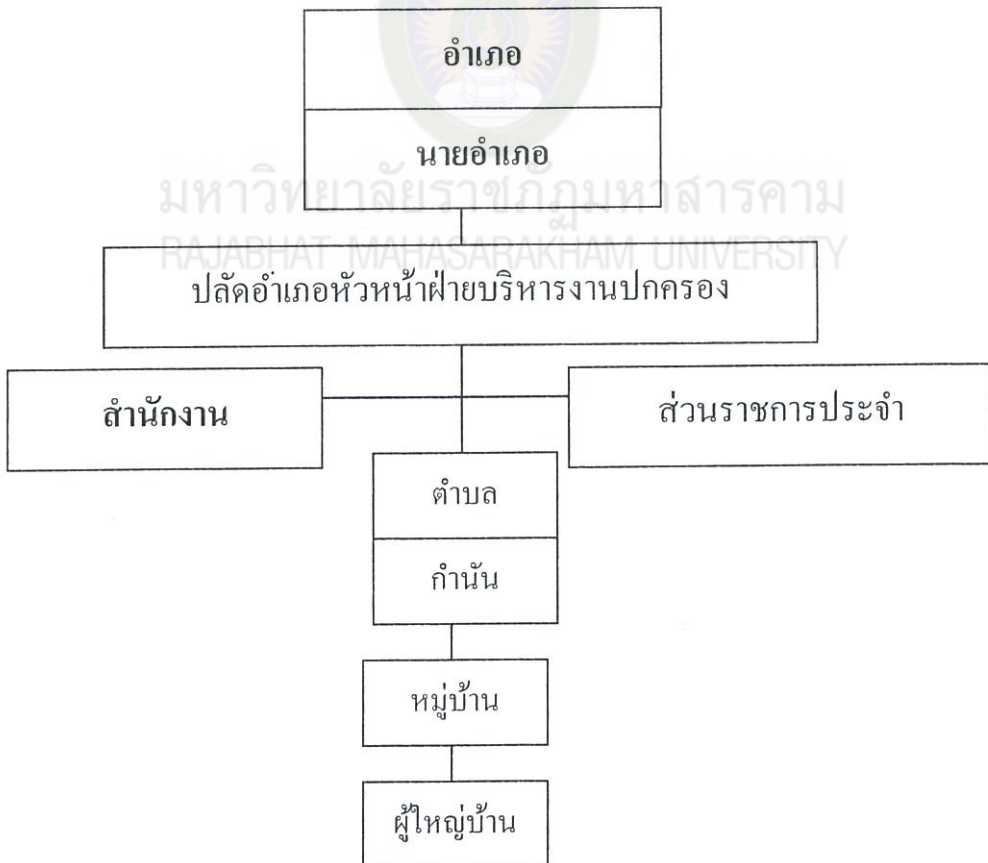 อำเภอ
นายอำเภอ
มหาวิทยาลัยราชภัฏมหาสารคาม
RAJABHAT MAHASARAKHAM UNIVERSITY
ปลัดอำเภอหัวหน้าฝ่ายบริหารงานปกครอง
สำนักงาน
ส่วนราชการประจำ
ตำบล
กำนัน
หมู่บ้าน
ผู้ใหญ่บ้าน